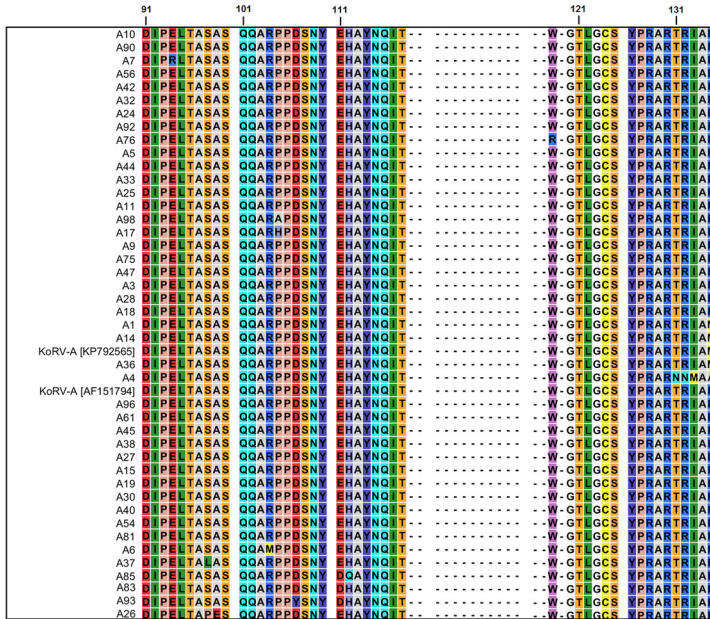 91 101 111 121 131
A10 DIPELTASAS QQARPPDSNY EHAYNQIT-- ---------- --W-GTLGCS YPRARTRIA
A90 DIPELTASAS QQARPPDSNY EHAYNQIT-- ---------- --W-GTLGCS YPRARTRIA
A7 DIPRLTASAS QQARPPDSNY EHAYNQIT-- ---------- --W-GTLGCS YPRARTRIA
A56 DIPELTASAS QQARPPDSNY EHAYNQIT-- ---------- --W-GTLGCS YPRARTRIA
A42 DIPELTASAS QQARPPDSNY EHAYNQIT-- ---------- --W-GTLGCS YPRARTRIA
A32 DIPELTASAS QQARPPDSNY EHAYNQIT-- ---------- --W-GTLGCS YPRARTRIA
A24 DIPELTASAS QQARPPDSNY EHAYNQIT-- ---------- --W-GTLGCS YPRARTRIA
A92 DIPELTASAS QQARPPDSNY EHAYNQIT-- ---------- --W-GTLGCS YPRARTRIA
A76 DIPELTASAS QQARPPDSNY EHAYNQIT-- ---------- --R-GTLGCS YPRARTRIA
A5 DIPELTASAS QQARPPDSNY EHAYNQIT-- ---------- --W-GTLGCS YPRARTRIA
A44 DIPELTASAS QQARPPDSNY EHAYNQIT-- ---------- --W-GTLGCS YPRARTRIA
A33 DIPELTASAS QQARPPDSNY EHAYNQIT-- ---------- --W-GTLGCS YPRARTRIA
A25 DIPELTASAS QQARPPDSNY EHAYNQIT-- ---------- --W-GTLGCS YPRARTRIA
A11 DIPELTASAS QQARPPDSNY EHAYNQIT-- ---------- --W-GTLGCS YPRARTRIA
A98 DIPELTASAS QQARAPDSNY EHAYNQIT-- ---------- --W-GTLGCS YPRARTRIA
A17 DIPELTASAS QQARHPDSNY EHAYNQIT-- ---------- --W-GTLGCS YPRARTRIA
A9 DIPELTASAS QQARPPDSNY EHAYNQIT-- ---------- --W-GTLGCS YPRARTRIA
A75 DIPELTASAS QQARPPDSNY EHAYNQIT-- ---------- --W-GTLGCS YPRARTRIA
A47 DIPELTASAS QQARPPDSNY EHAYNQIT-- ---------- --W-GTLGCS YPRARTRIA
A3 DIPELTASAS QQARPPDSNY EHAYNQIT-- ---------- --W-GTLGCS YPRARTRIA
A28 DIPELTASAS QQARPPDSNY EHAYNQIT-- ---------- --W-GTLGCS YPRARTRIA
A18 DIPELTASAS QQARPPDSNY EHAYNQIT-- ---------- --W-GTLGCS YPRARTRIA
A1 DIPELTASAS QQARPPDSNY EHAYNQIT-- ---------- --W-GTLGCS YPRARTRIA
A14 DIPELTASAS QQARPPDSNY EHAYNQIT-- ---------- --W-GTLGCS YPRARTRIA
KoRV-A [KP792565] DIPELTASAS QQARPPDSNY EHAYNQIT-- ---------- --W-GTLGCS YPRARTRIA
A36 DIPELTASAS QQARPPDSNY EHAYNQIT-- ---------- --W-GTLGCS YPRARTRIA
A4 DIPELTASAS QQARPPDSNY EHAYNQIT-- ---------- --W-GTLGCS YPRARNNMA
KoRV-A [AF151794] DIPELTASAS QQARPPDSNY EHAYNQIT-- ---------- --W-GTLGCS YPRARTRIA
A96 DIPELTASAS QQARPPDSNY EHAYNQIT-- ---------- --W-GTLGCS YPRARTRIA
A61 DIPELTASAS QQARPPDSNY EHAYNQIT-- ---------- --W-GTLGCS YPRARTRIA
A45 DIPELTASAS QQARPPDSNY EHAYNQIT-- ---------- --W-GTLGCS YPRARTRIA
A38 DIPELTASAS QQARPPDSNY EHAYNQIT-- ---------- --W-GTLGCS YPRARTRIA
A27 DIPELTASAS QQARPPDSNY EHAYNQIT-- ---------- --W-GTLGCS YPRARTRIA
A15 DIPELTASAS QQARPPDSNY EHAYNQIT-- ---------- --W-GTLGCS YPRARTRIA
A19 DIPELTASAS QQARPPDSNY EHAYNQIT-- ---------- --W-GTLGCS YPRARTRIA
A30 DIPELTASAS QQARPPDSNY EHAYNQIT-- ---------- --W-GTLGCS YPRARTRIA
A40 DIPELTASAS QQARPPDSNY EHAYNQIT-- ---------- --W-GTLGCS YPRARTRIA
A54 DIPELTASAS QQARPPDSNY EHAYNQIT-- ---------- --W-GTLGCS YPRARTRIA
A81 DIPELTASAS QQARPPDSNY EHAYNQIT-- ---------- --W-GTLGCS YPRARTRIA
A6 DIPELTASAS QQAMPPDSNY EHAYNQIT-- ---------- --W-GTLGCS YPRARTRIA
A37 DIPELTALAS QQARPPDSNY EHAYNQIT-- ---------- --W-GTLGCS YPRARTRIA
A85 DIPELTASAS QQARPPDSNY DQAYNQIT-- ---------- --W-GTLGCS YPRARTRIA
A83 DIPELTASAS QQARPPDSNY DHAYNQIT-- ---------- --W-GTLGCS YPRARTRIA
A93 DIPELTASAS QQARPPYSNY DHAYNQIT-- ---------- --W-GTLGCS YPRARTRIA
A26 DIPELTAPES QQARPPDSNY EHAYNQIT-- ---------- --W-GTLGCS YPRARTRIA